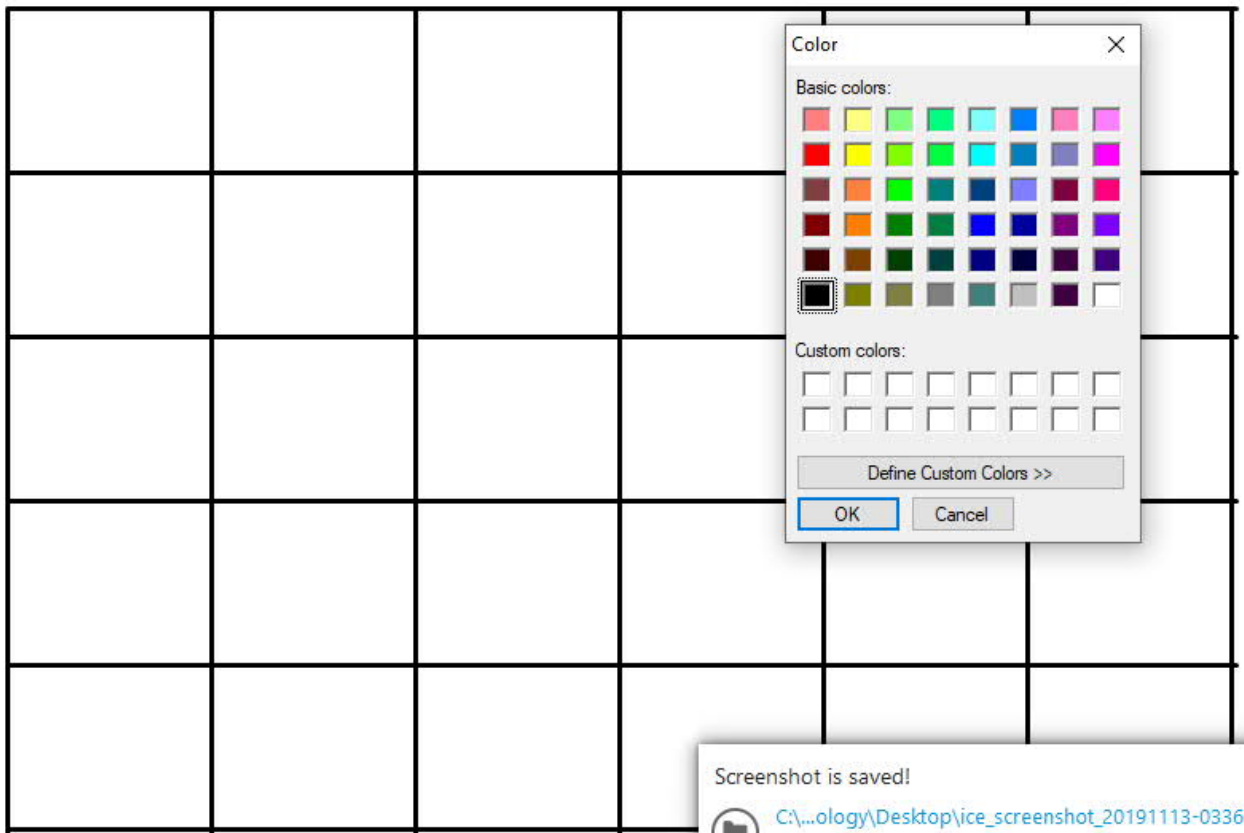 Color
Basic colors:
Custom colors:
Define Custom Colors >>
OK
Cancel
Screenshot is saved!
C:\...ology\Desktop\ice_screenshot_20191113-0336